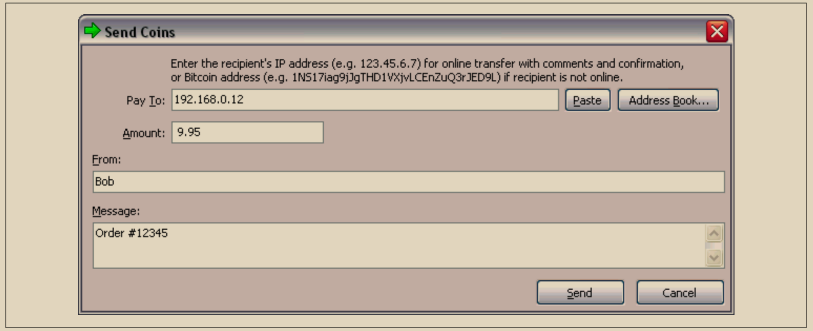 Send Coins
Enter the recipient's IP address (e.g. 123.45.6.7) for online transfer with comments and confirmation,
or Bitcoin address (e.g. 1NS17iag9jJgTHD1VXjvLCEnZuQ3rJED9L) if recipient is not online.
Pay To: 192.168.0.12 Paste Address Book...
Amount: 9.95
From:
Bob
Message:
Order #12345
Send Cancel